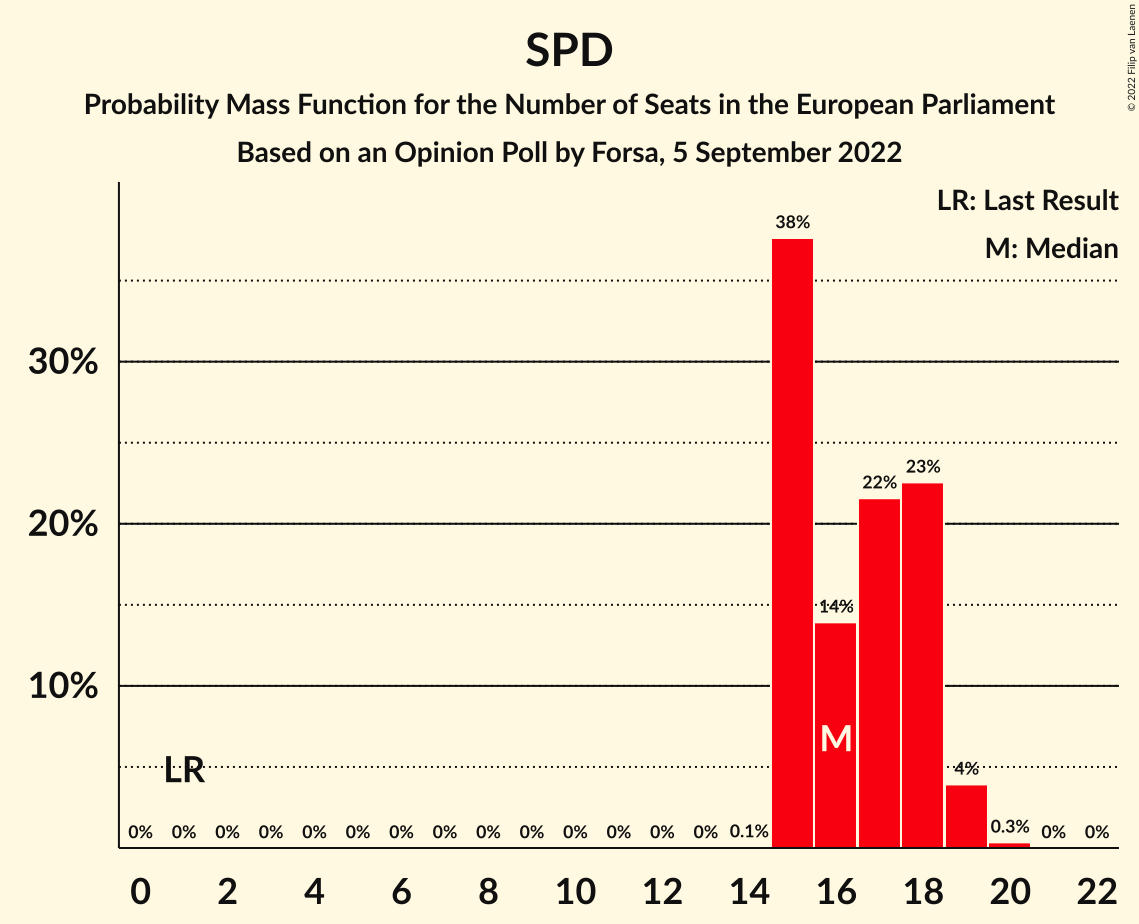 SPD
Probability Mass Function for the Number of Seats in the European Parliament
Based on an Opinion Poll by Forsa, 5 September 2022
© 2022 Filip van Laenen
LR: Last Result
M: Median
38%
30%
23%
22%
20%
14%
10%
M
LR
4%
0% 0% 0% 0% 0% 0% 0% 0% 0% 0% 0% 0% 0% 0% 0.1% 0.3% 0% 0%
0 2 4 6 8 10 12 14 16 18 20 22